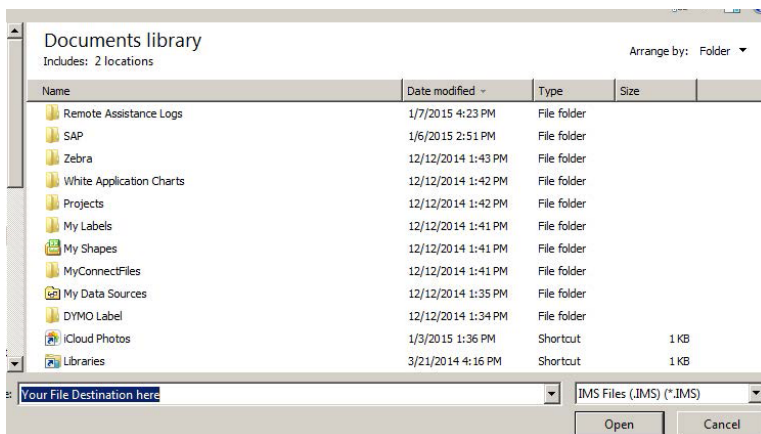 Documents library
Includes: 2 locations
Arrange by: Folder
Name Date modified Type Size
Remote Assistance Logs 1/7/2015 4:23 PM File folder
SAP 1/6/2015 2:51 PM File folder
Zebra 12/12/2014 1:43 PM File folder
White Application Charts 12/12/2014 1:42 PM File folder
Projects 12/12/2014 1:42 PM File folder
My Labels 12/12/2014 1:41 PM File folder
My Shapes 12/12/2014 1:41 PM File folder
MyConnectFiles 12/12/2014 1:41 PM File folder
My Data Sources 12/12/2014 1:35 PM File folder
DYMO Label 12/12/2014 1:34 PM File folder
iCloud Photos 1/3/2015 1:36 PM Shortcut 1 KB
Libraries 3/21/2014 4:16 PM Shortcut 1 KB
Your File Destination here IMS Files (.IMS) (*.IMS)
Open Cancel